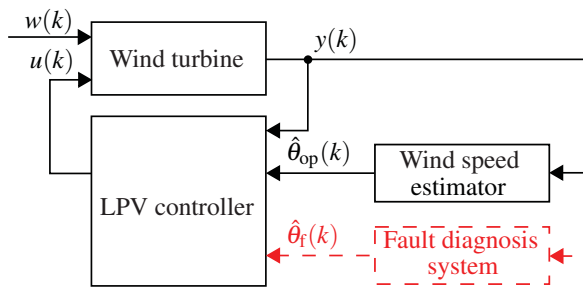 w(k)
u(k)
Wind turbine
y(k)
LPV controller
θ̂op(k)
Wind speed
estimator
θ̂f(k)
Fault diagnosis
system